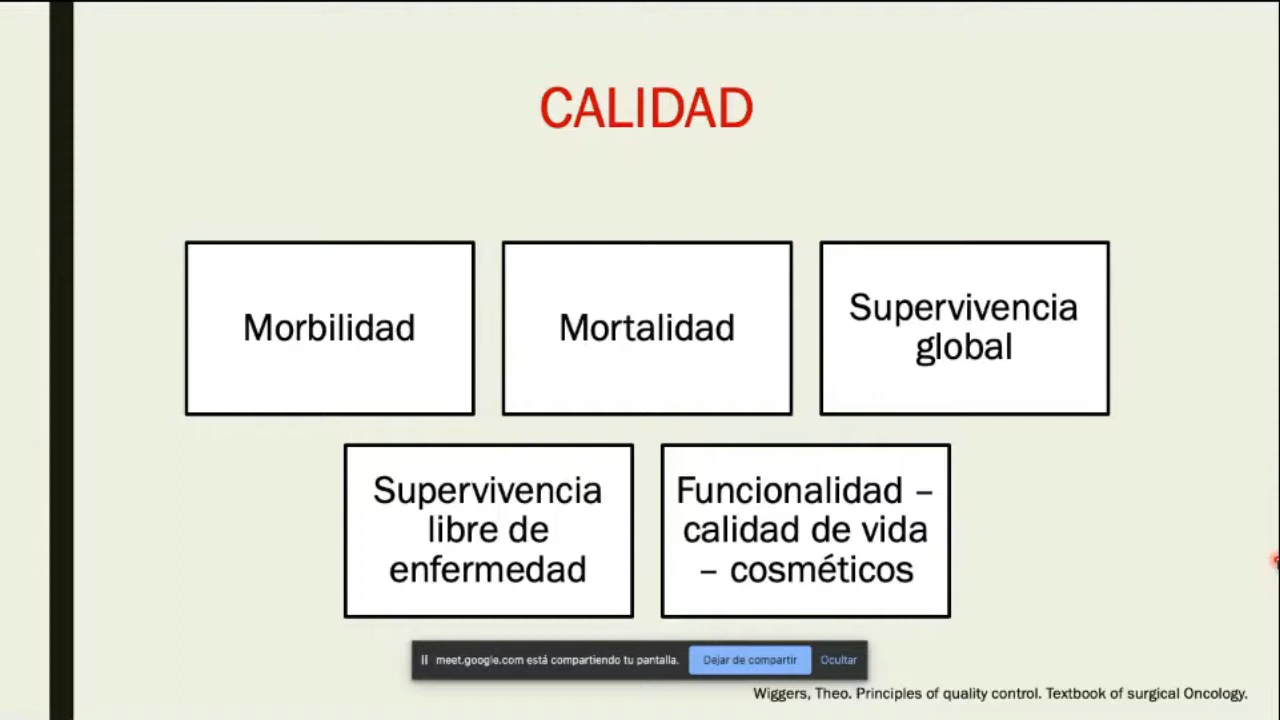 CALIDAD
Morbilidad
Mortalidad
Supervivencia
global
Supervivencia
libre de
enfermedad
Funcionalidad –
calidad de vida
– cosméticos
meet.google.com está compartiendo tu pantalla.
Dejar de compartir
Ocultar
Wiggers, Theo. Principles of quality control. Textbook of surgical Oncology.